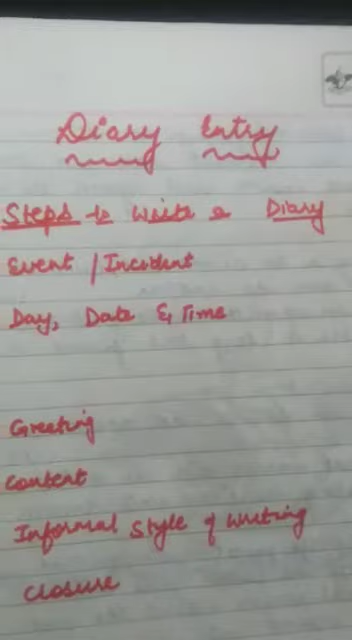 Diary Entry
Steps to write a Diary
Event / Incident
Day, Date & Time
Greeting
Content
Informal Style of Writing
Closure